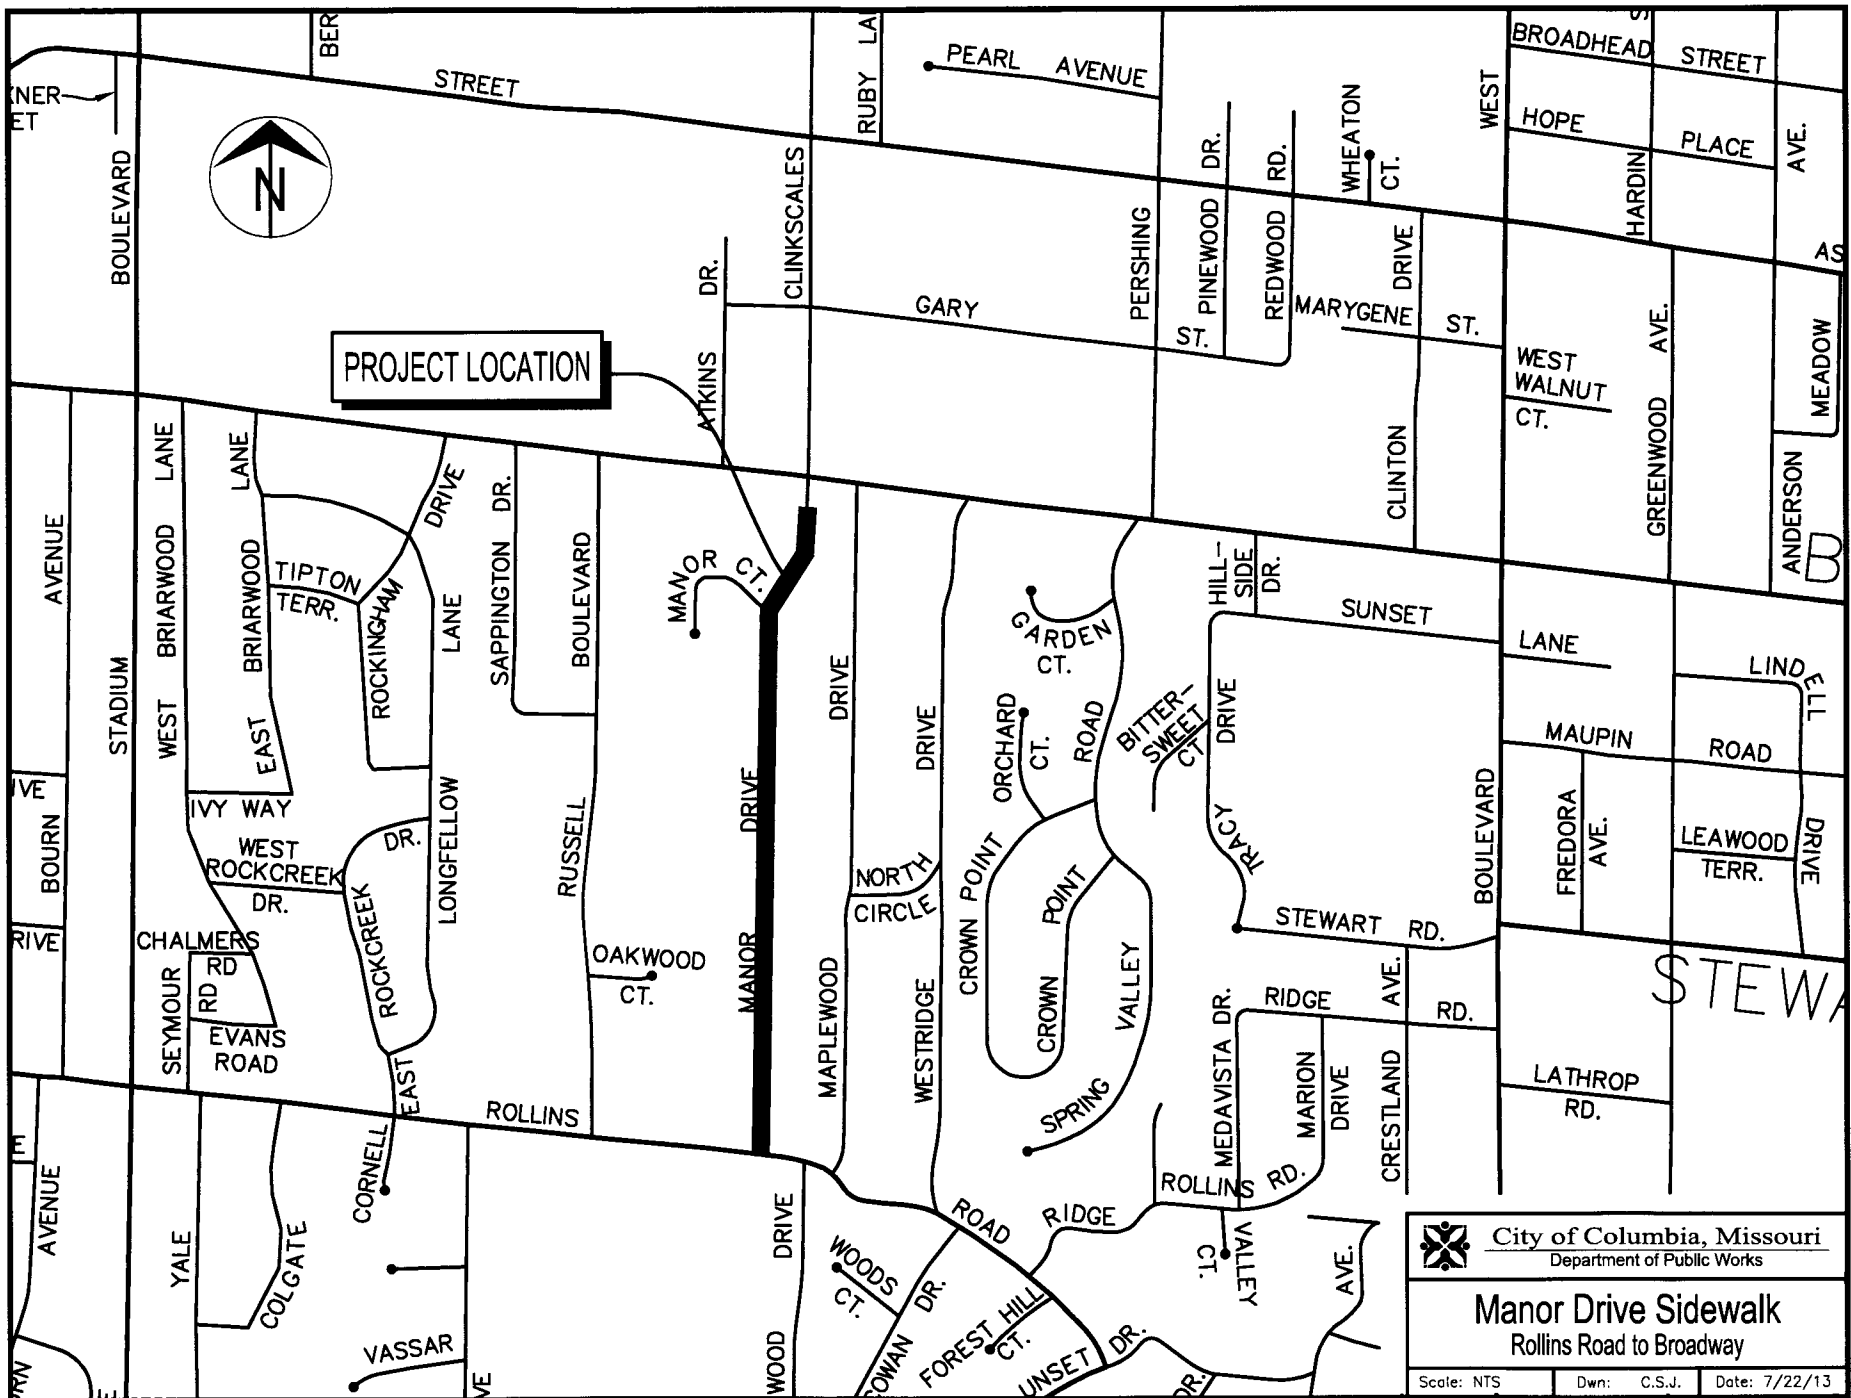 BROADHEAD STREET
PEARL AVENUE
STREET
BER
RUBY LA
WEST
HOPE PLACE
AVE.
HARDIN
WHEATON CT.
BOULEVARD
N
CLINKSCALES
PERSHING
PINEWOOD DR.
REDWOOD RD.
DRIVE
AS
ATKINS DR.
GARY ST.
MARYGENE ST.
WEST
WALNUT
CT.
GREENWOOD AVE.
MEADOW
PROJECT LOCATION
CLINTON
ANDERSON
B
AVENUE
WEST BRIARWOOD LANE
EAST BRIARWOOD LANE
DRIVE
SAPPINGTON DR.
BOULEVARD
MANOR CT.
TIPTON
TERR.
ROCKINGHAM
LANE
HILL-
SIDE
DR.
SUNSET LANE
GARDEN
CT.
LINDELL
DRIVE
STADIUM
DRIVE
DRIVE
ORCHARD
CT.
ROAD
BITTER-
SWEET
CT.
DRIVE
TRACY
MAUPIN ROAD
IVE
BOURN
IVY WAY
DR.
WEST
ROCKCREEK
DR.
LONGFELLOW
RUSSELL
MANOR DRIVE
NORTH
CIRCLE
CROWN POINT
CROWN POINT
BOULEVARD
FREDORA
AVE.
LEAWOOD
TERR.
RIVE
CHALMERS
RD
SEYMOUR
RD
EVANS
ROAD
EAST ROCKCREEK
OAKWOOD
CT.
MAPLEWOOD
WESTRIDGE
SPRING VALLEY
STEWART RD.
STEWA
MEDAVISTA DR.
RIDGE RD.
MARION
DRIVE
CRESTLAND AVE.
LATHROP
RD.
ROLLINS ROAD
E
AVENUE
YALE
COLGATE
CORNELL
VASSAR
DRIVE
WOOD
WOODS
CT.
RIDGE
ROLLINS RD.
VALLEY
CT.
AVE.
DR.
FOREST HILL
CT.
UNSET DR.
City of Columbia, Missouri
Department of Public Works
Manor Drive Sidewalk
Rollins Road to Broadway
Scale: NTS Dwn: C.S.J. Date: 7/22/13